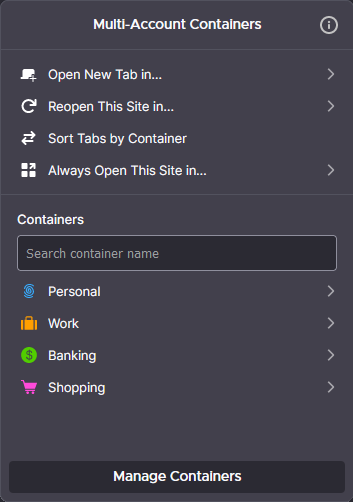 Multi-Account Containers
Open New Tab in...
Reopen This Site in...
Sort Tabs by Container
Always Open This Site in...
Containers
Search container name
Personal
Work
$ Banking
Shopping
Manage Containers